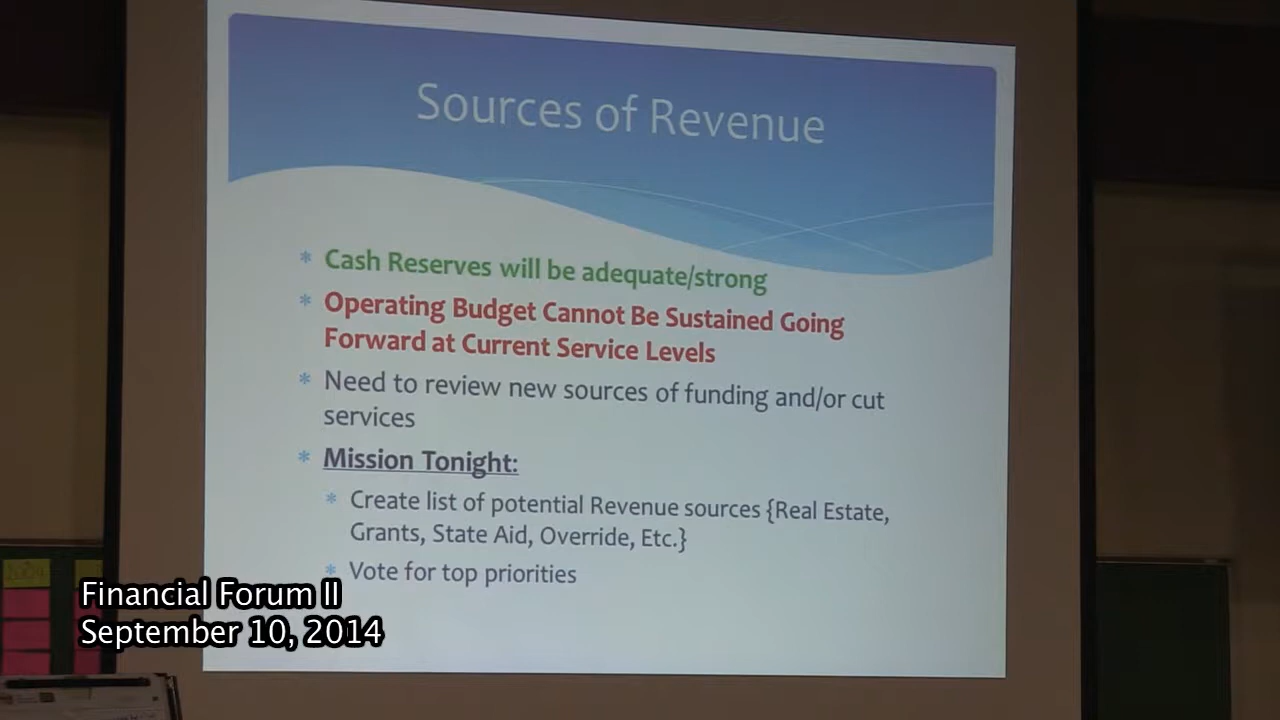 Sources of Revenue
* Cash Reserves will be adequate/strong
* Operating Budget Cannot Be Sustained Going
Forward at Current Service Levels
* Need to review new sources of funding and/or cut
services
* Mission Tonight:
* Create list of potential Revenue sources {Real Estate,
Grants, State Aid, Override, Etc.}
* Vote for top priorities
Financial Forum II
September 10, 2014